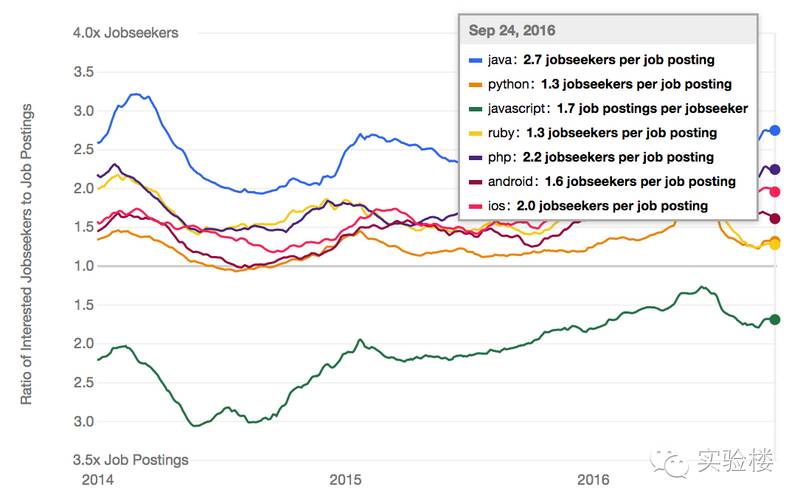 4.0x Jobseekers
3.5
3.0
2.5
2.0
1.5
1.0
1.5
2.0
2.5
3.0
3.5x Job Postings
2014
2015
2016
Ratio of Interested Jobseekers to Job Postings
Sep 24, 2016
java: 2.7 jobseekers per job posting
python: 1.3 jobseekers per job posting
javascript: 1.7 job postings per jobseeker
ruby: 1.3 jobseekers per job posting
php: 2.2 jobseekers per job posting
android: 1.6 jobseekers per job posting
ios: 2.0 jobseekers per job posting
实验楼